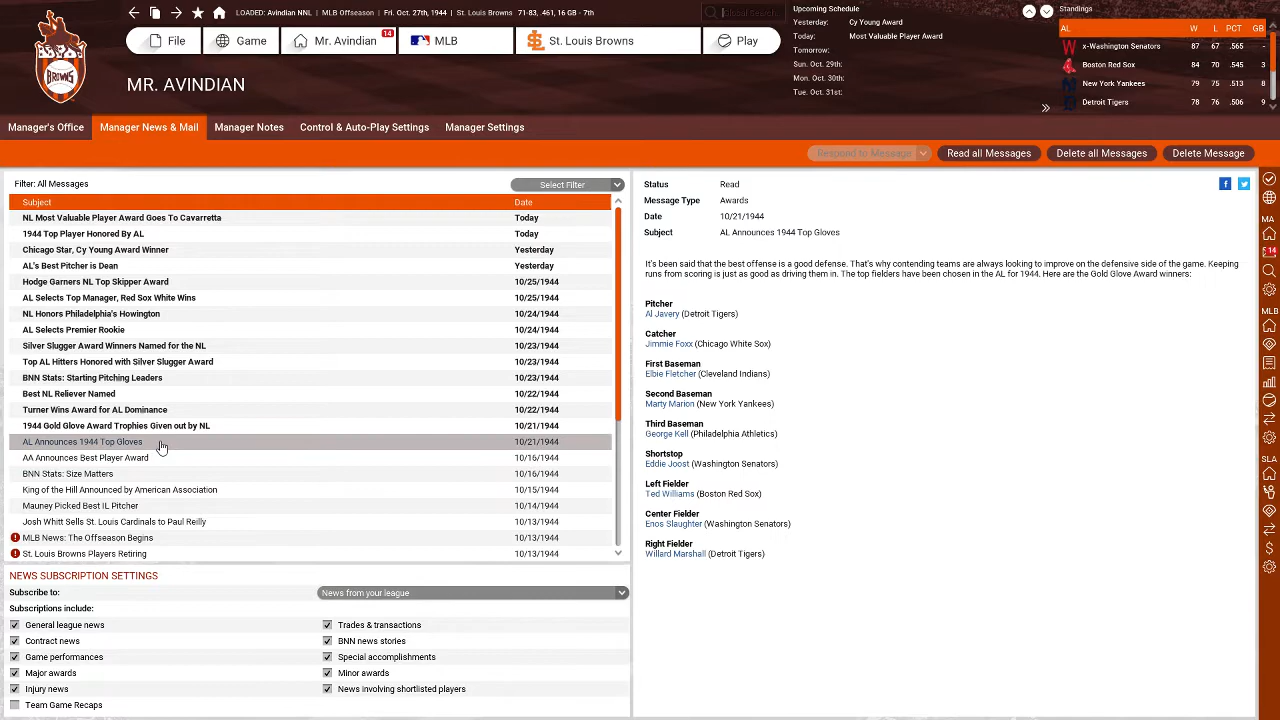 LOADED: Avindian NNL | MLB Offseason | Fri. Oct. 27th, 1944 | St. Louis Browns 71-83, .461, 16 GB - 7th
Global Search...
File
Game
Mr. Avindian 14
MLB
St. Louis Browns
Play
BROWNS
MR. AVINDIAN
Upcoming Schedule
Yesterday: Cy Young Award
Today: Most Valuable Player Award
Tomorrow:
Sun. Oct. 29th:
Mon. Oct. 30th:
Tue. Oct. 31st:
Standings
AL W L PCT GB
x-Washington Senators 87 67 .565 -
Boston Red Sox 84 70 .545 3
New York Yankees 79 75 .513 8
Detroit Tigers 78 76 .506 9
Manager's Office
Manager News & Mail
Manager Notes
Control & Auto-Play Settings
Manager Settings
Respond to Message
Read all Messages
Delete all Messages
Delete Message
Filter: All Messages
Select Filter
Subject Date
NL Most Valuable Player Award Goes To Cavarretta Today
1944 Top Player Honored By AL Today
Chicago Star, Cy Young Award Winner Yesterday
AL's Best Pitcher is Dean Yesterday
Hodge Garners NL Top Skipper Award 10/25/1944
AL Selects Top Manager, Red Sox White Wins 10/25/1944
NL Honors Philadelphia's Howington 10/24/1944
AL Selects Premier Rookie 10/24/1944
Silver Slugger Award Winners Named for the NL 10/23/1944
Top AL Hitters Honored with Silver Slugger Award 10/23/1944
BNN Stats: Starting Pitching Leaders 10/23/1944
Best NL Reliever Named 10/22/1944
Turner Wins Award for AL Dominance 10/22/1944
1944 Gold Glove Award Trophies Given out by NL 10/21/1944
AL Announces 1944 Top Gloves 10/21/1944
AA Announces Best Player Award 10/16/1944
BNN Stats: Size Matters 10/16/1944
King of the Hill Announced by American Association 10/15/1944
Mauney Picked Best IL Pitcher 10/14/1944
Josh Whitt Sells St. Louis Cardinals to Paul Reilly 10/13/1944
MLB News: The Offseason Begins 10/13/1944
St. Louis Browns Players Retiring 10/13/1944
NEWS SUBSCRIPTION SETTINGS
Subscribe to: News from your league
Subscriptions include:
General league news
Trades & transactions
Contract news
BNN news stories
Game performances
Special accomplishments
Major awards
Minor awards
Injury news
News involving shortlisted players
Team Game Recaps
Status Read
Message Type Awards
Date 10/21/1944
Subject AL Announces 1944 Top Gloves
It's been said that the best offense is a good defense. That's why contending teams are always looking to improve on the defensive side of the game. Keeping
runs from scoring is just as good as driving them in. The top fielders have been chosen in the AL for 1944. Here are the Gold Glove Award winners:
Pitcher
Al Javery (Detroit Tigers)
Catcher
Jimmie Foxx (Chicago White Sox)
First Baseman
Elbie Fletcher (Cleveland Indians)
Second Baseman
Marty Marion (New York Yankees)
Third Baseman
George Kell (Philadelphia Athletics)
Shortstop
Eddie Joost (Washington Senators)
Left Fielder
Ted Williams (Boston Red Sox)
Center Fielder
Enos Slaughter (Washington Senators)
Right Fielder
Willard Marshall (Detroit Tigers)
MA
14
MLB
SLA